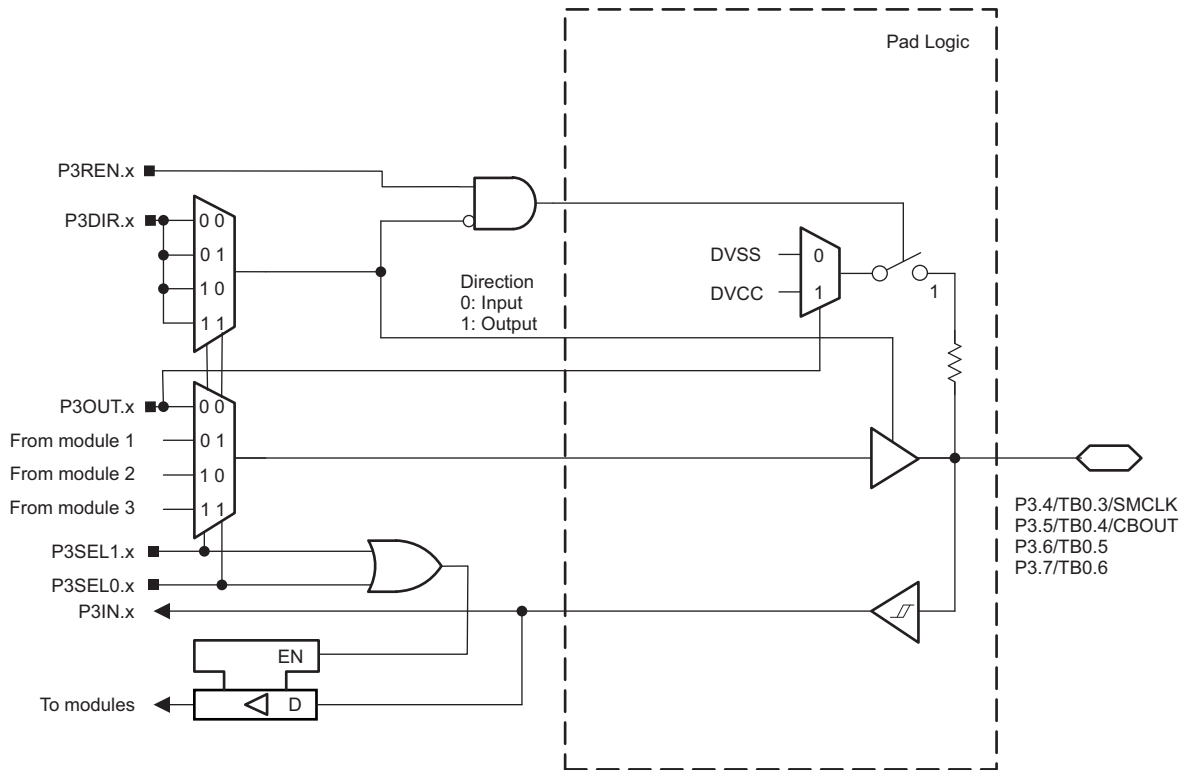 Pad Logic
P3REN.x
P3DIR.x
0 0
0 1
1 0
1 1
Direction
0: Input
1: Output
DVSS
DVCC
0
1
1
P3OUT.x
From module 1
From module 2
From module 3
0 0
0 1
1 0
1 1
P3SEL1.x
P3SEL0.x
P3IN.x
EN
To modules
D
P3.4/TB0.3/SMCLK
P3.5/TB0.4/CBOUT
P3.6/TB0.5
P3.7/TB0.6